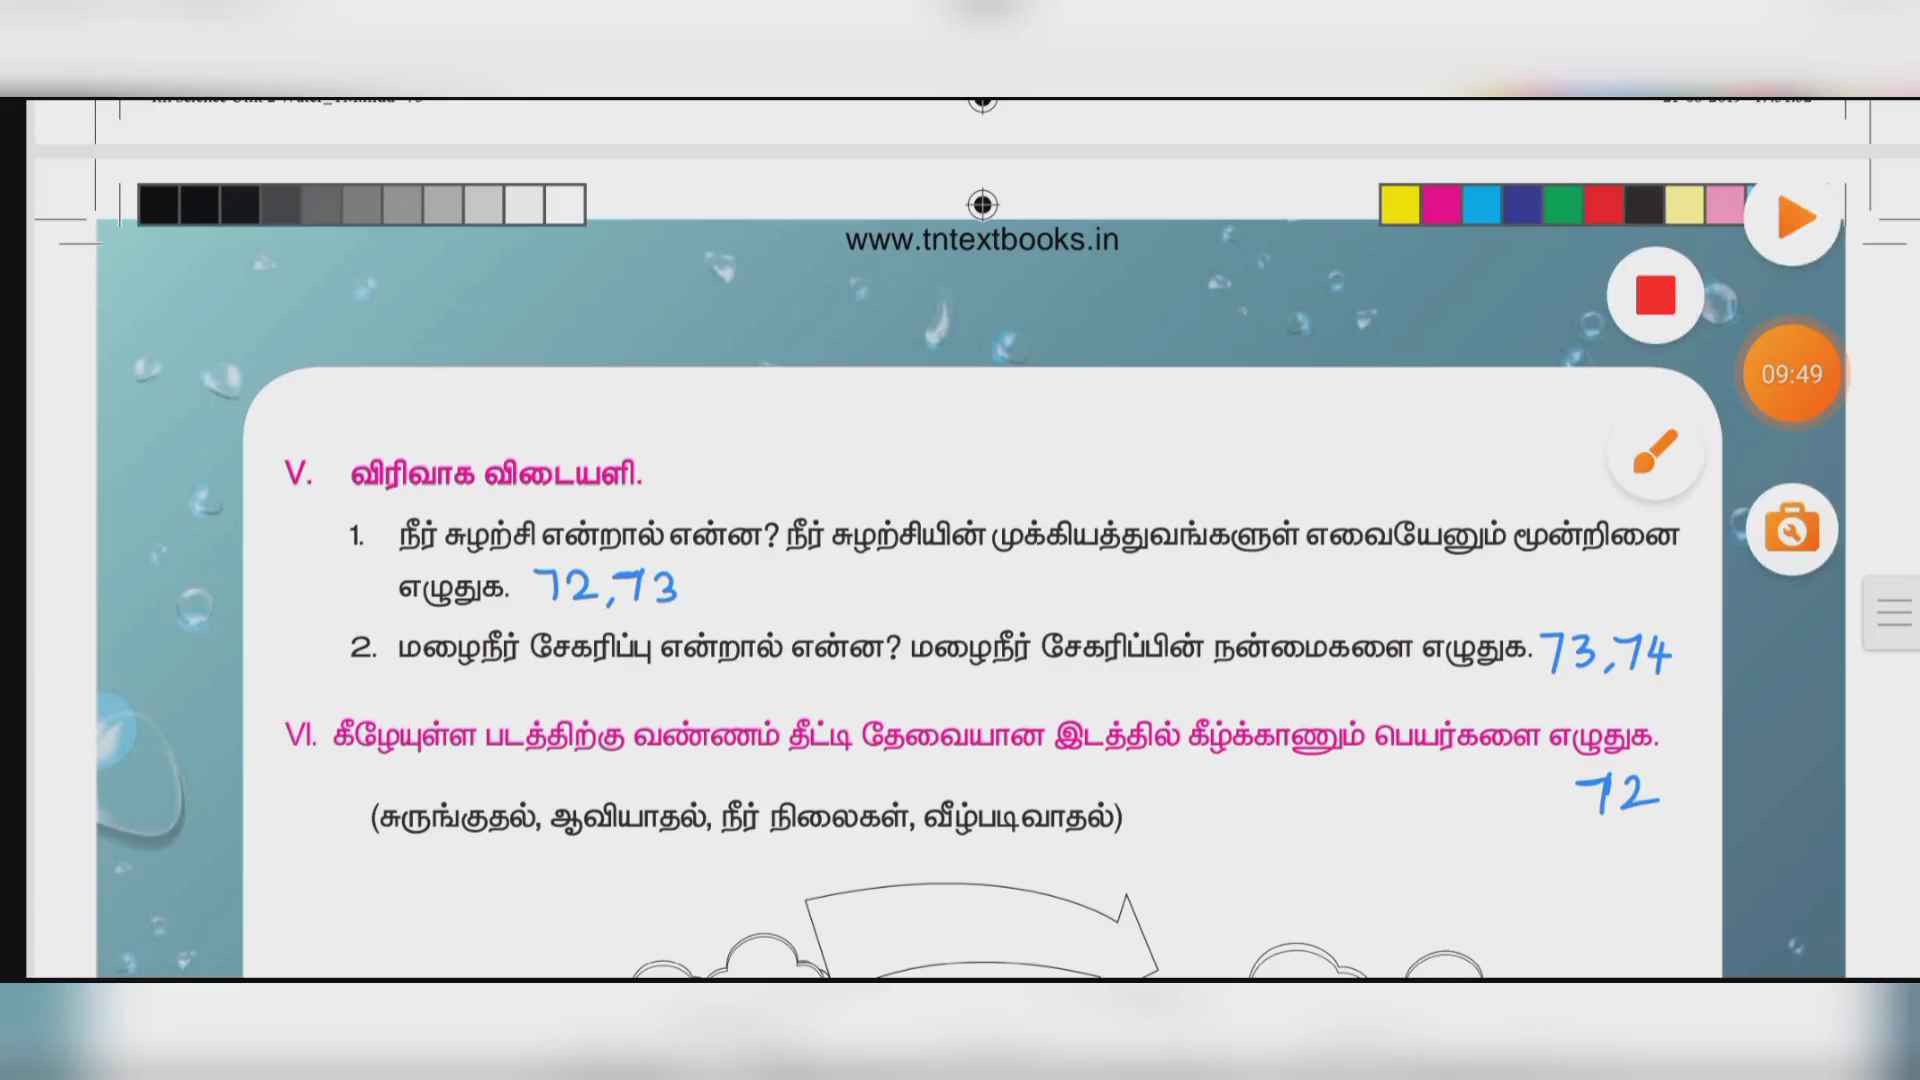 www.tntextbooks.in
09:49
V. விரிவாக விடையளி.
1. நீர் சுழற்சி என்றால் என்ன? நீர் சுழற்சியின் முக்கியத்துவங்களுள் எவையேனும் மூன்றினை
எழுதுக. 72,73
2. மழைநீர் சேகரிப்பு என்றால் என்ன? மழைநீர் சேகரிப்பின் நன்மைகளை எழுதுக. 73,74
VI. கீழேயுள்ள படத்திற்கு வண்ணம் தீட்டி தேவையான இடத்தில் கீழ்க்காணும் பெயர்களை எழுதுக.
72
(சுருங்குதல், ஆவியாதல், நீர் நிலைகள், வீழ்படிவாதல்)